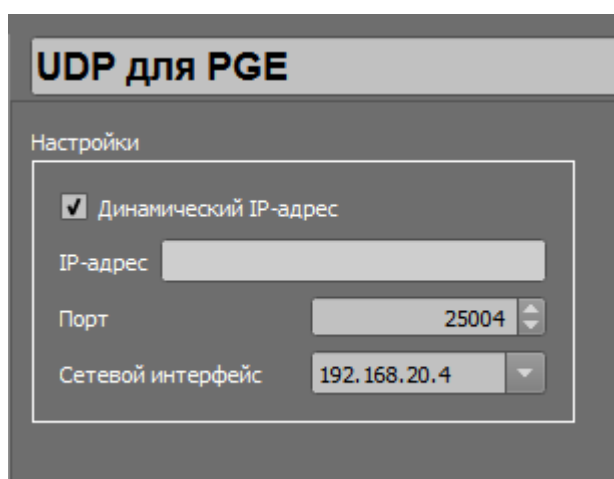 UDP для PGE
Настройки
Динамический IP-адрес
IP-адрес
Порт 25004
Сетевой интерфейс 192.168.20.4